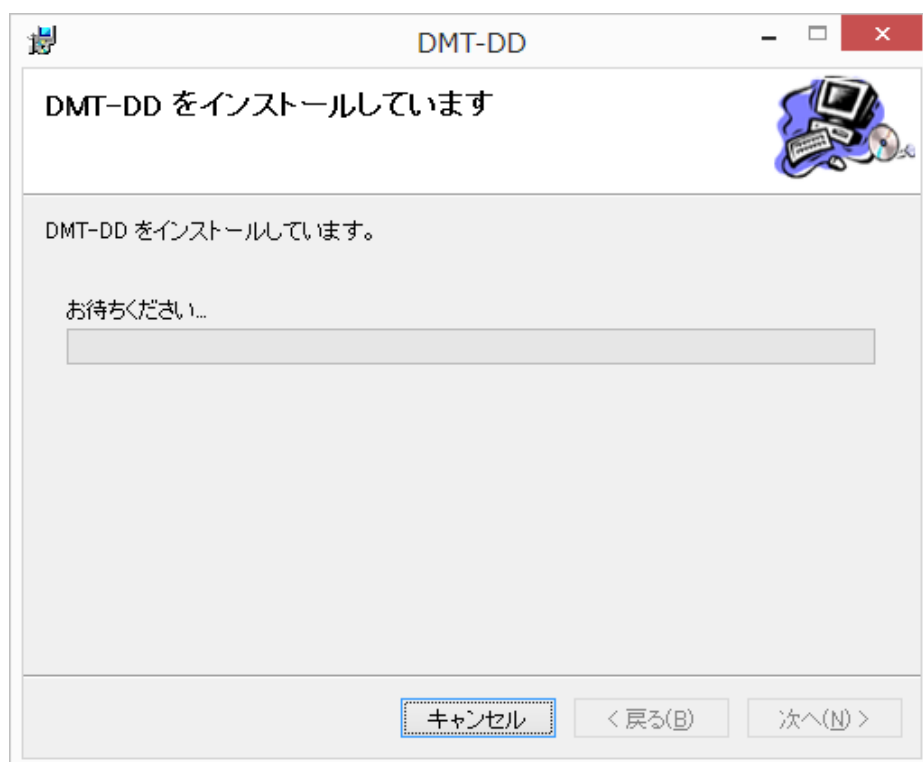 DMT-DD
DMT-DD をインストールしています
DMT-DD をインストールしています。
お待ちください...
キャンセル
< 戻る(B)
次へ(N) >